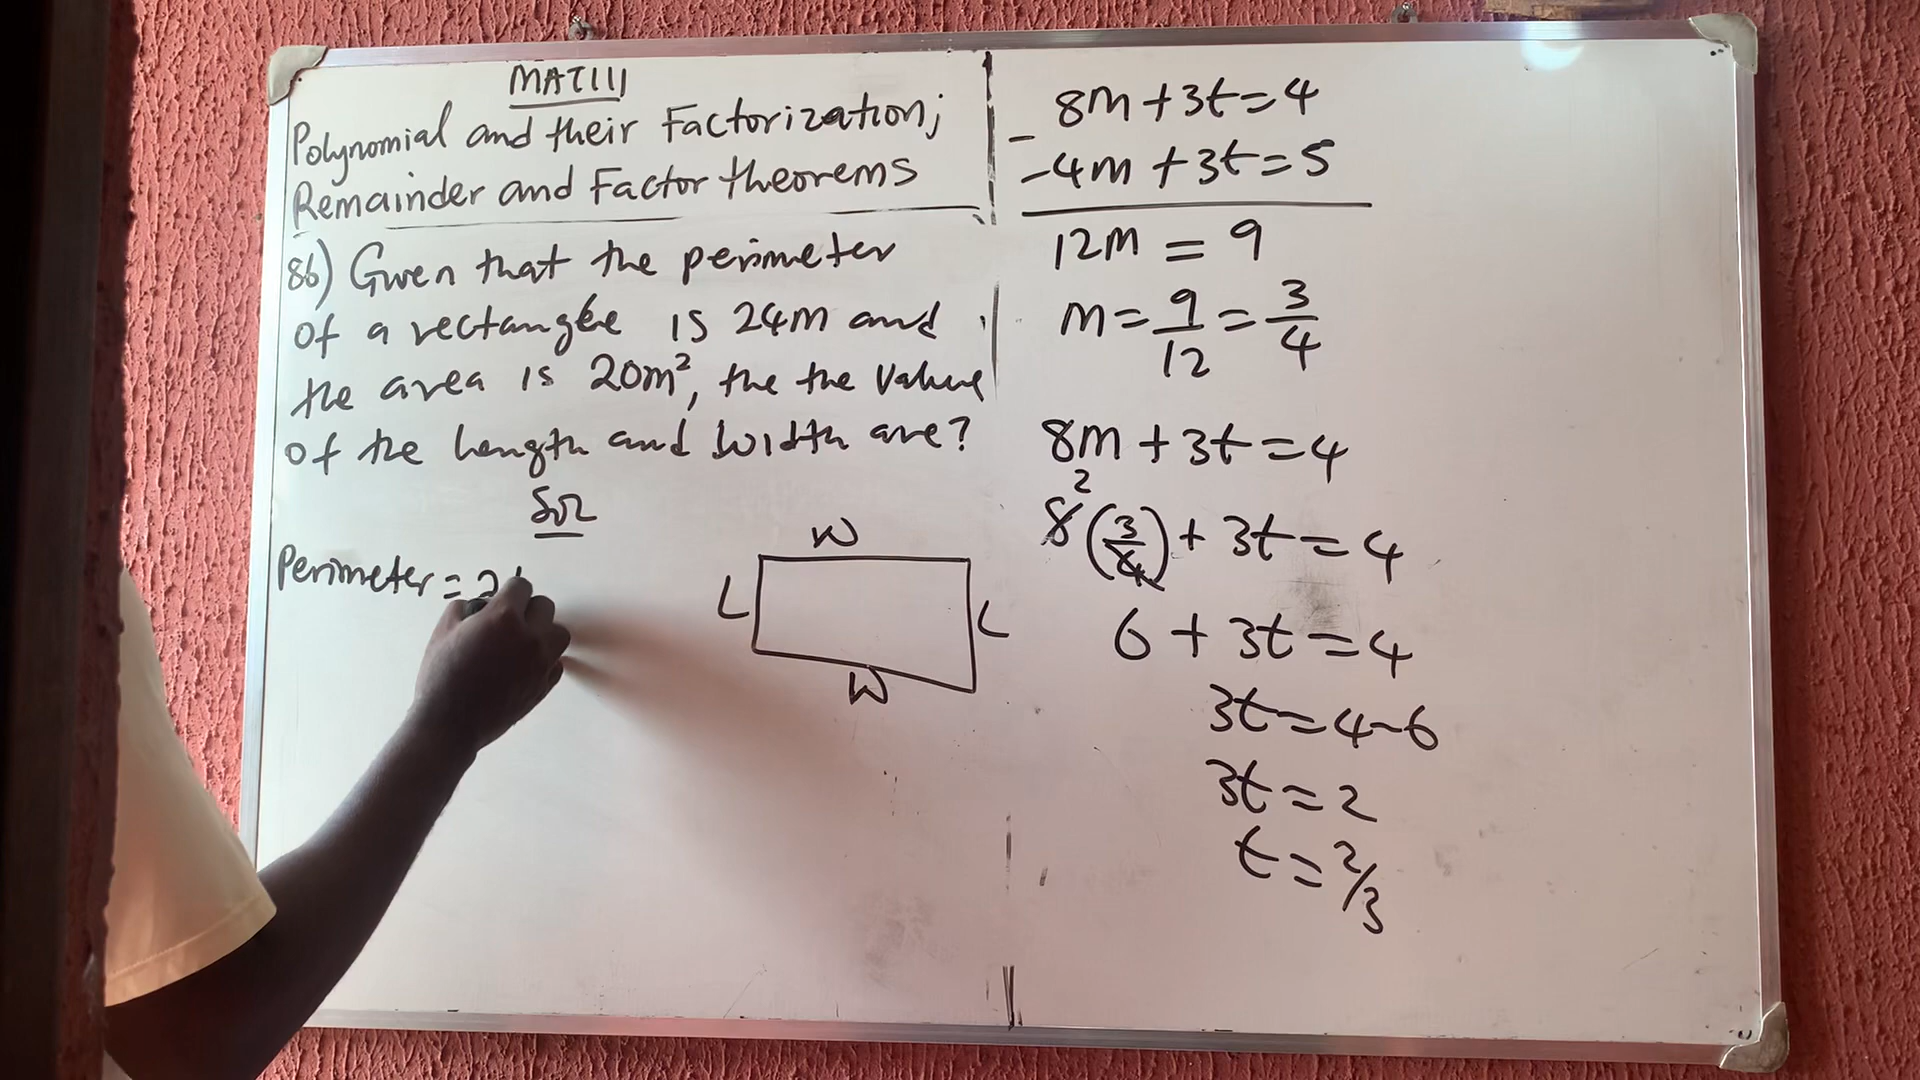 MAT111
Polynomial and their Factorization;
Remainder and Factor theorems
86) Given that the perimeter
of a rectangle is 24m and
the area is 20m², the the value
of the length and width are?
Sol
Perimeter = 2
W
L
L
W
8m + 3t = 4
- -4m + 3t = 5
12m = 9
m = 9/12 = 3/4
8m + 3t = 4
2
8(3/4) + 3t = 4
6 + 3t = 4
3t = 4-6
3t = 2
t = 2/3